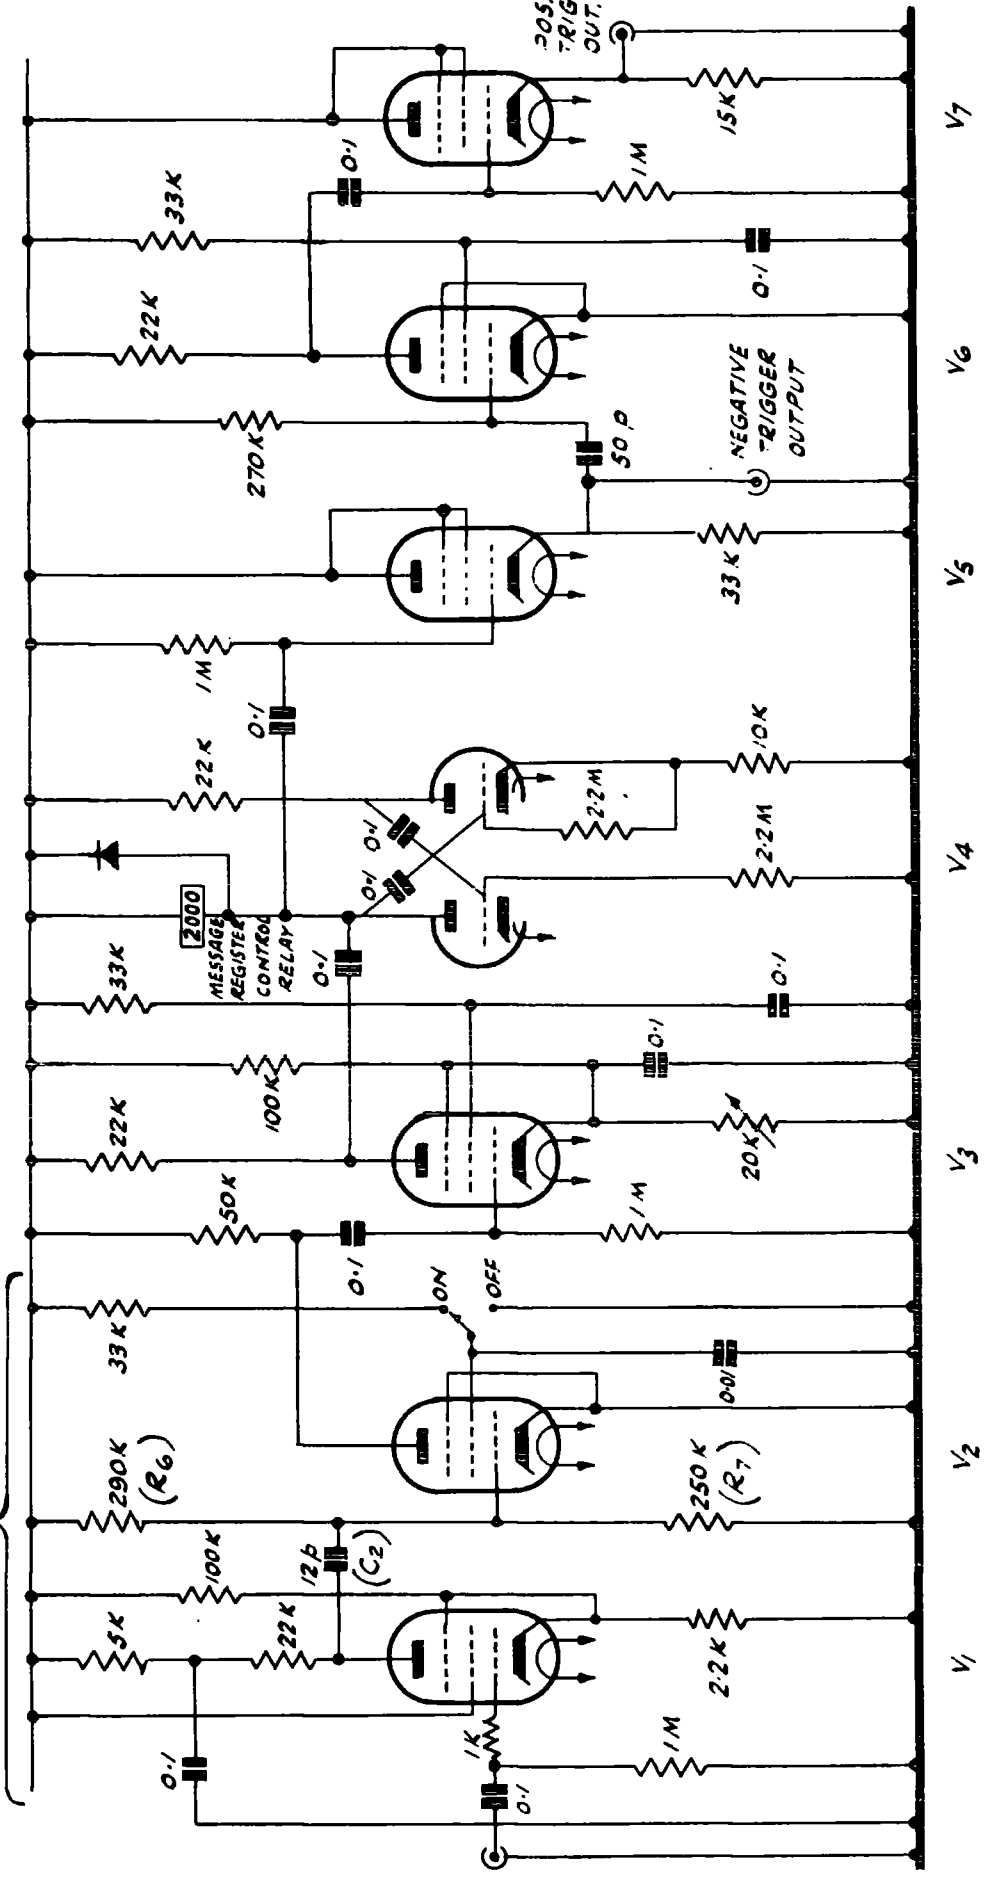 0.1
5K
22K
100K
12p
(C2)
290K
(R6)
33K
50K
22K
100K
33K
2000
MESSAGE
REGISTER
CONTROL
RELAY
22K
1M
270K
22K
33K
0.1
0.1
0.1
0.1
0.1
0.1
0.1
ON
OFF
1K
0.1
1M
2.2K
250K
(R7)
0.01
1M
20K
0.1
0.1
2.2M
2.2M
10K
33K
50p
NEGATIVE
TRIGGER
OUTPUT
0.1
1M
15K
TRIG
OUT.
V1
V2
V3
V4
V5
V6
V7